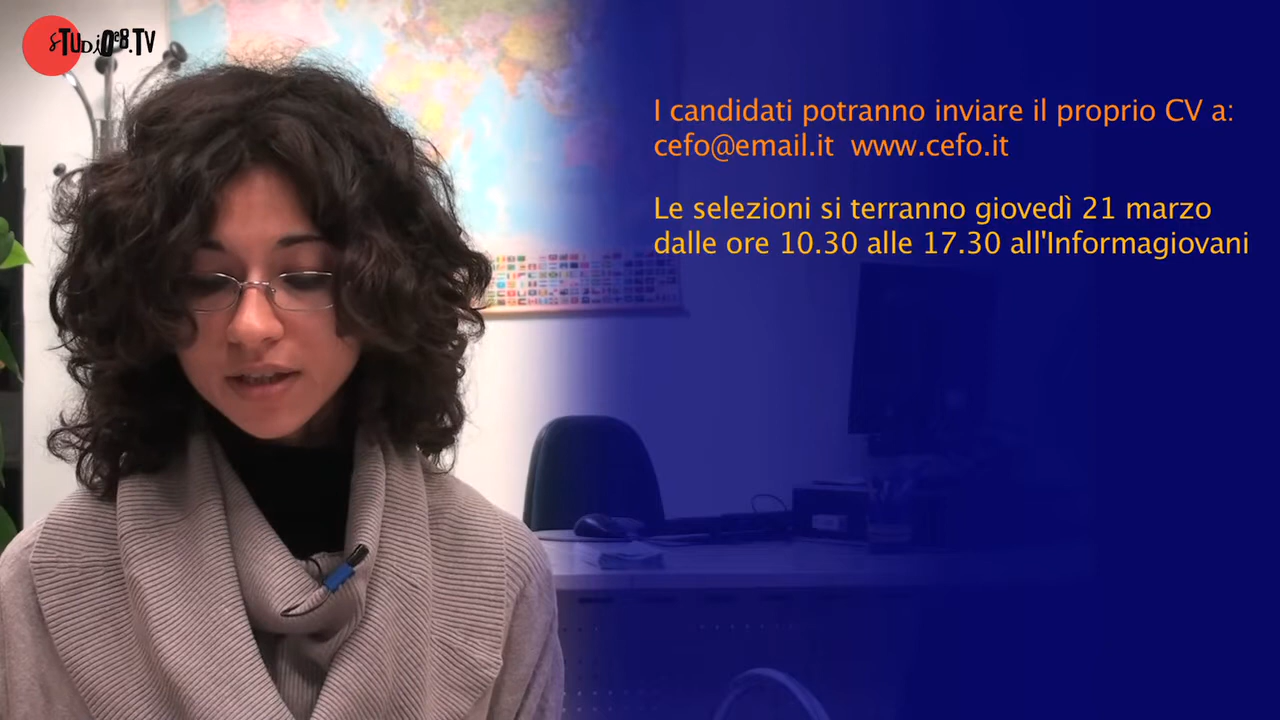 STUDIO28.TV
I candidati potranno inviare il proprio CV a:
cefo@email.it www.cefo.it
Le selezioni si terranno giovedì 21 marzo
dalle ore 10.30 alle 17.30 all'Informagiovani